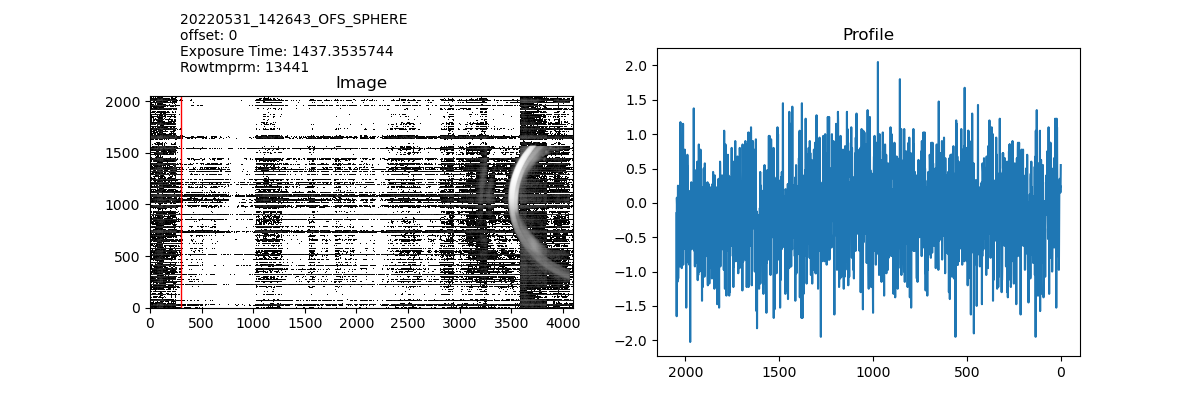 20220531_142643_OFS_SPHERE
offset: 0
Exposure Time: 1437.3535744
Rowtmprm: 13441
Image
2000
1500
1000
500
0
0 500 1000 1500 2000 2500 3000 3500 4000
Profile
2.0
1.5
1.0
0.5
0.0
−0.5
−1.0
−1.5
−2.0
2000 1500 1000 500 0